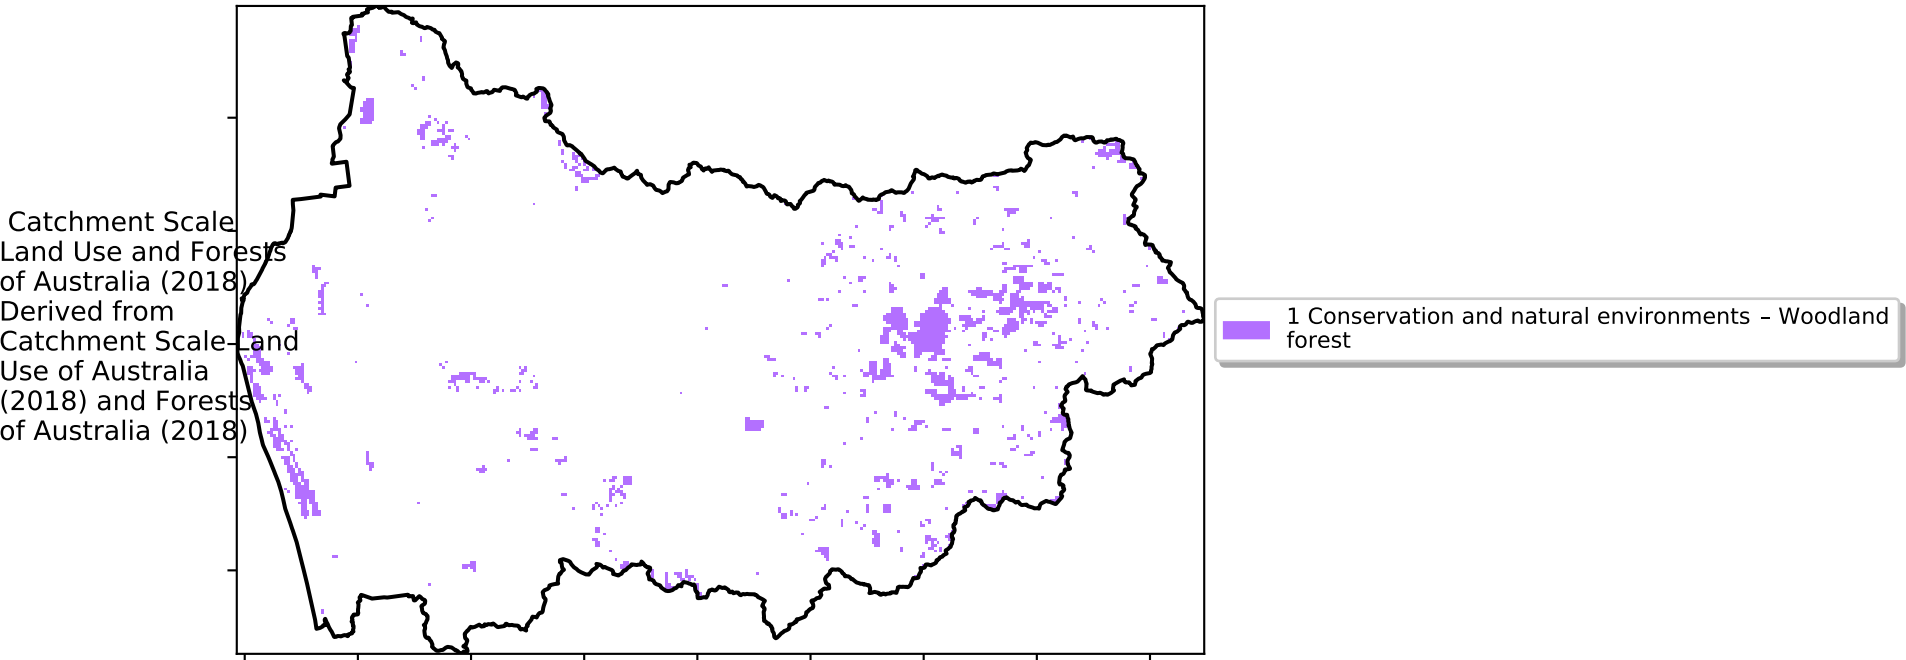 Catchment Scale
Land Use and Forests
of Australia (2018)
Derived from
Catchment Scale Land
Use of Australia
(2018) and Forests
of Australia (2018)
1 Conservation and natural environments – Woodland
forest